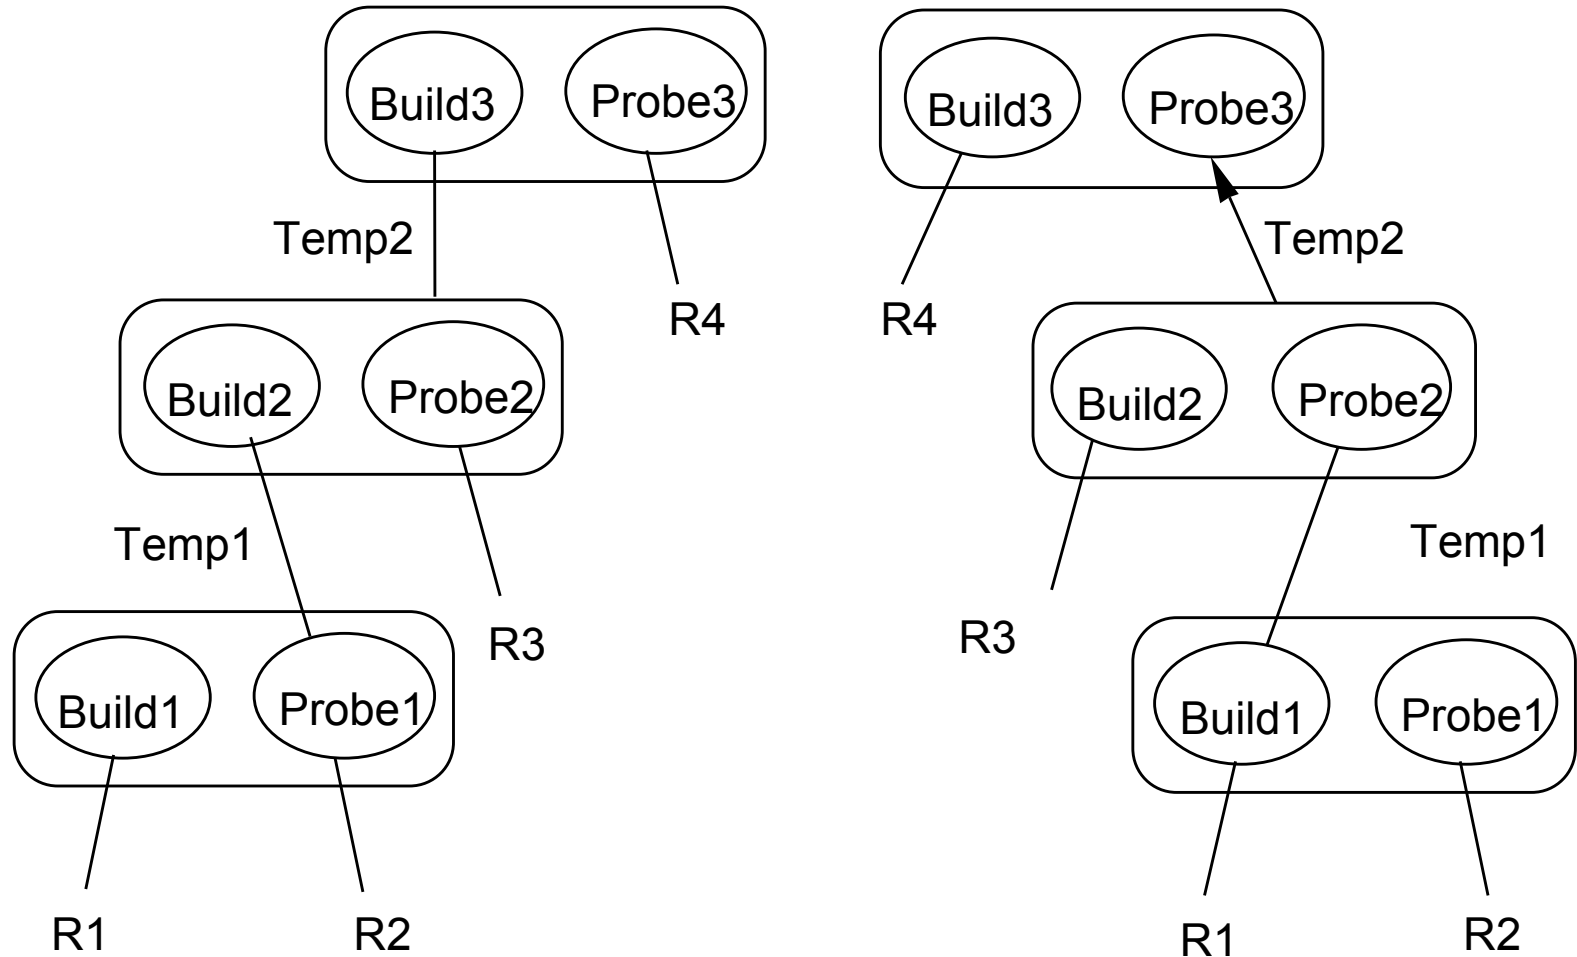 Build3 Probe3
Temp2
R4
Build2 Probe2
Temp1
R3
Build1 Probe1
R1 R2
Build3 Probe3
Temp2
R4
Build2 Probe2
Temp1
R3
Build1 Probe1
R1 R2